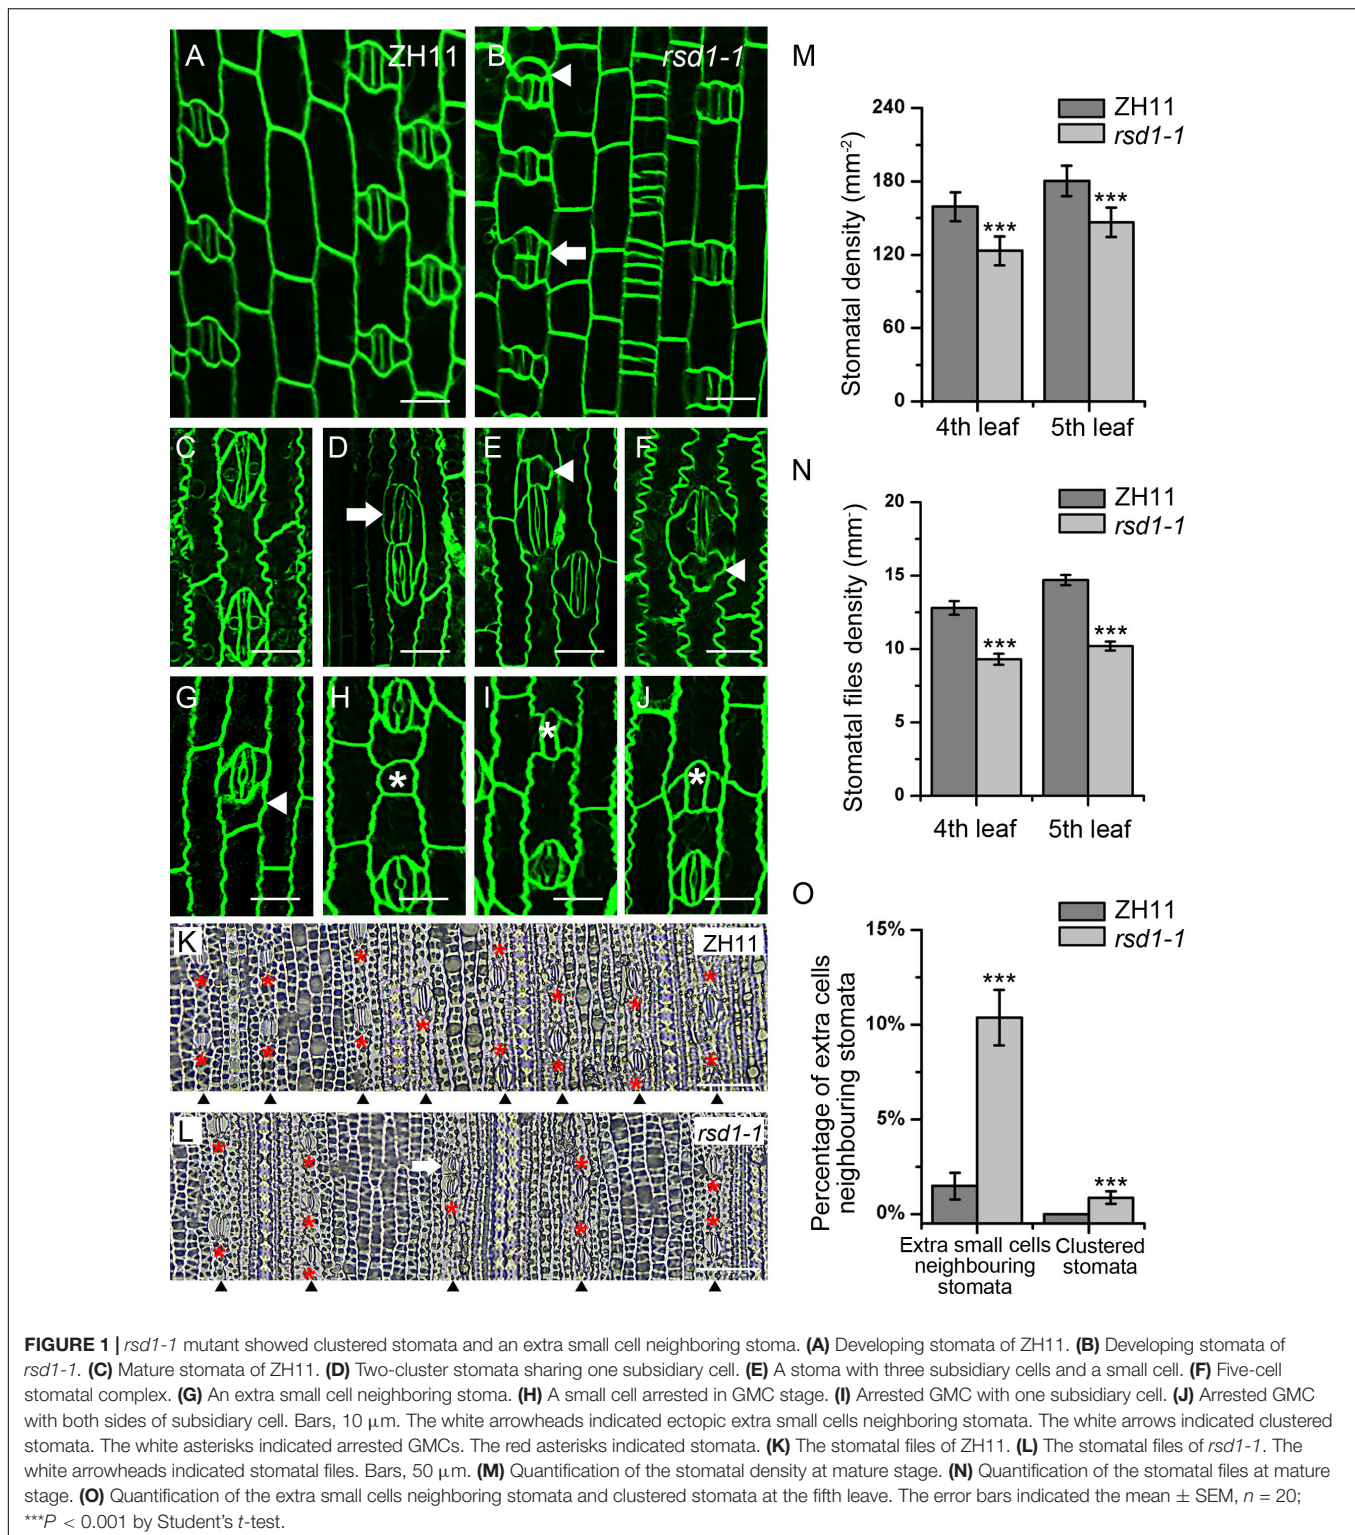 A ZH11
B rsd1-1
C
D
E
F
G
H
*
I
*
J
*
K ZH11
L rsd1-1
M
Stomatal density (mm-2)
240
180
120
60
0
ZH11
rsd1-1
***
***
4th leaf 5th leaf
N
Stomatal files density (mm-)
20
15
10
5
0
ZH11
rsd1-1
***
***
4th leaf 5th leaf
O
Percentage of extra cells
neighbouring stomata
15%
10%
5%
0%
ZH11
rsd1-1
***
***
Extra small cells
neighbouring
stomata
Clustered
stomata
FIGURE 1 | rsd1-1 mutant showed clustered stomata and an extra small cell neighboring stoma. (A) Developing stomata of ZH11. (B) Developing stomata of
rsd1-1. (C) Mature stomata of ZH11. (D) Two-cluster stomata sharing one subsidiary cell. (E) A stoma with three subsidiary cells and a small cell. (F) Five-cell
stomatal complex. (G) An extra small cell neighboring stoma. (H) A small cell arrested in GMC stage. (I) Arrested GMC with one subsidiary cell. (J) Arrested GMC
with both sides of subsidiary cell. Bars, 10 μm. The white arrowheads indicated ectopic extra small cells neighboring stomata. The white arrows indicated clustered
stomata. The white asterisks indicated arrested GMCs. The red asterisks indicated stomata. (K) The stomatal files of ZH11. (L) The stomatal files of rsd1-1. The
white arrowheads indicated stomatal files. Bars, 50 μm. (M) Quantification of the stomatal density at mature stage. (N) Quantification of the stomatal files at mature
stage. (O) Quantification of the extra small cells neighboring stomata and clustered stomata at the fifth leave. The error bars indicated the mean ± SEM, n = 20;
***P < 0.001 by Student's t-test.